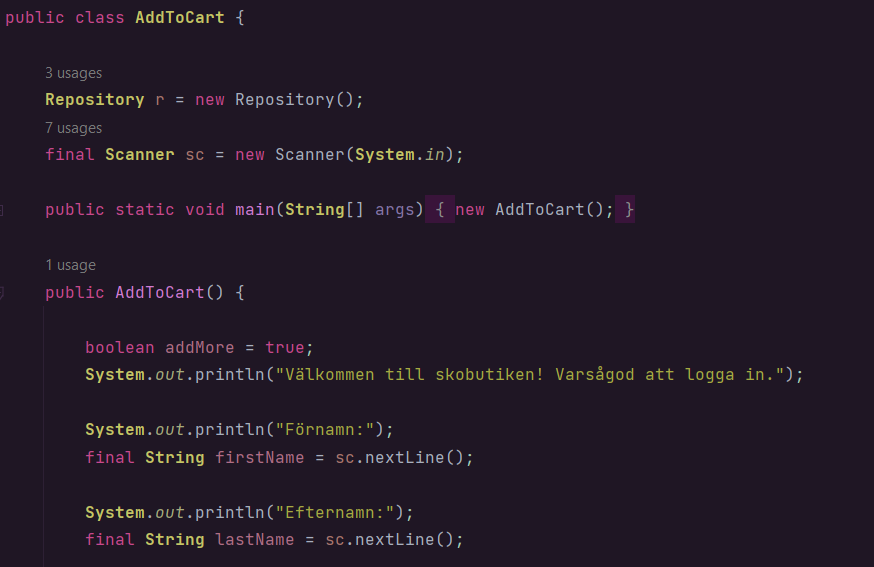 public class AddToCart {
3 usages
Repository r = new Repository();
7 usages
final Scanner sc = new Scanner(System.in);
public static void main(String[] args) { new AddToCart(); }
1 usage
public AddToCart() {
boolean addMore = true;
System.out.println("Välkommen till skobutiken! Varsågod att logga in.");
System.out.println("Förnamn:");
final String firstName = sc.nextLine();
System.out.println("Efternamn:");
final String lastName = sc.nextLine();